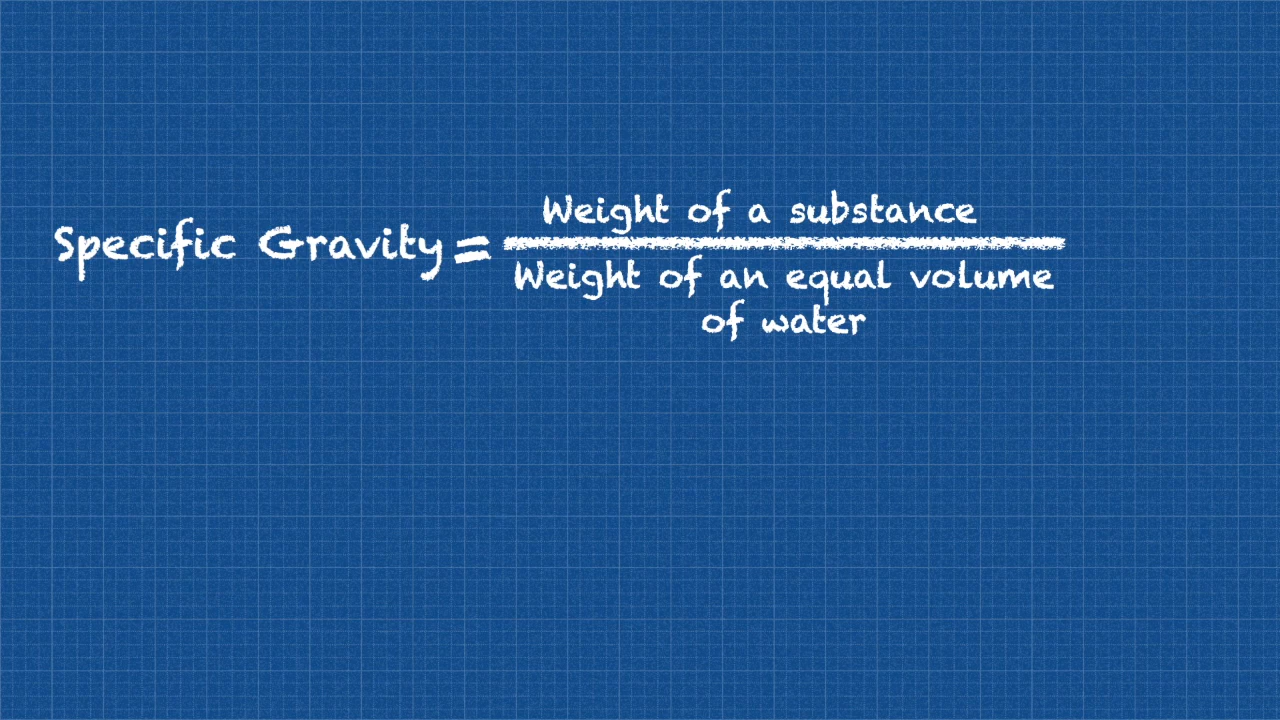 Specific Gravity =
Weight of a substance
Weight of an equal volume
of water